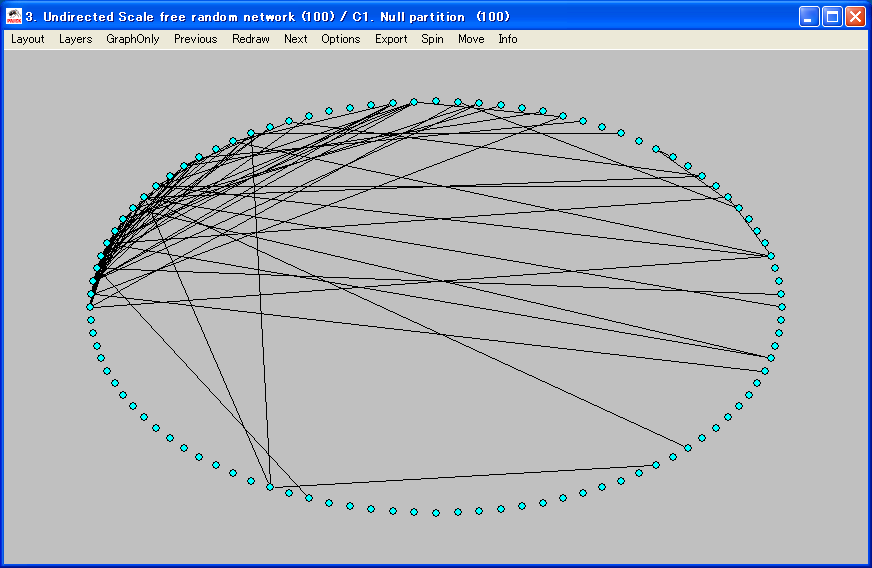 3. Undirected Scale free random network (100) / C1. Null partition (100)
Layout Layers GraphOnly Previous Redraw Next Options Export Spin Move Info